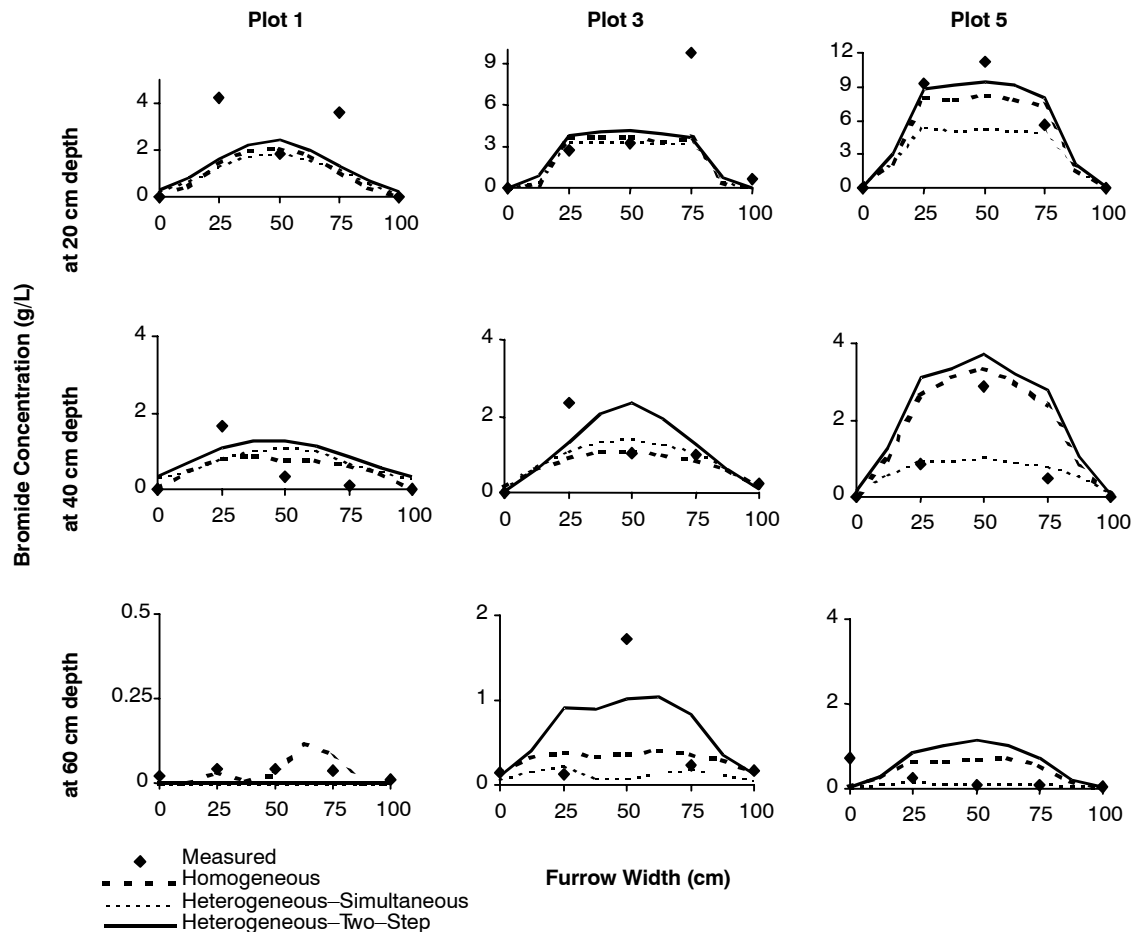 Plot 1
Plot 3
Plot 5
Bromide Concentration (g/L)
at 20 cm depth
4
2
0
0 25 50 75 100
9
6
3
0
0 25 50 75 100
12
9
6
3
0
0 25 50 75 100
at 40 cm depth
4
2
0
0 25 50 75 100
4
2
0
0 25 50 75 100
4
2
0
0 25 50 75 100
at 60 cm depth
0.5
0.25
0
0 25 50 75 100
2
1
0
0 25 50 75 100
4
2
0
0 25 50 75 100
Furrow Width (cm)
Measured
Homogeneous
Heterogeneous–Simultaneous
Heterogeneous–Two–Step